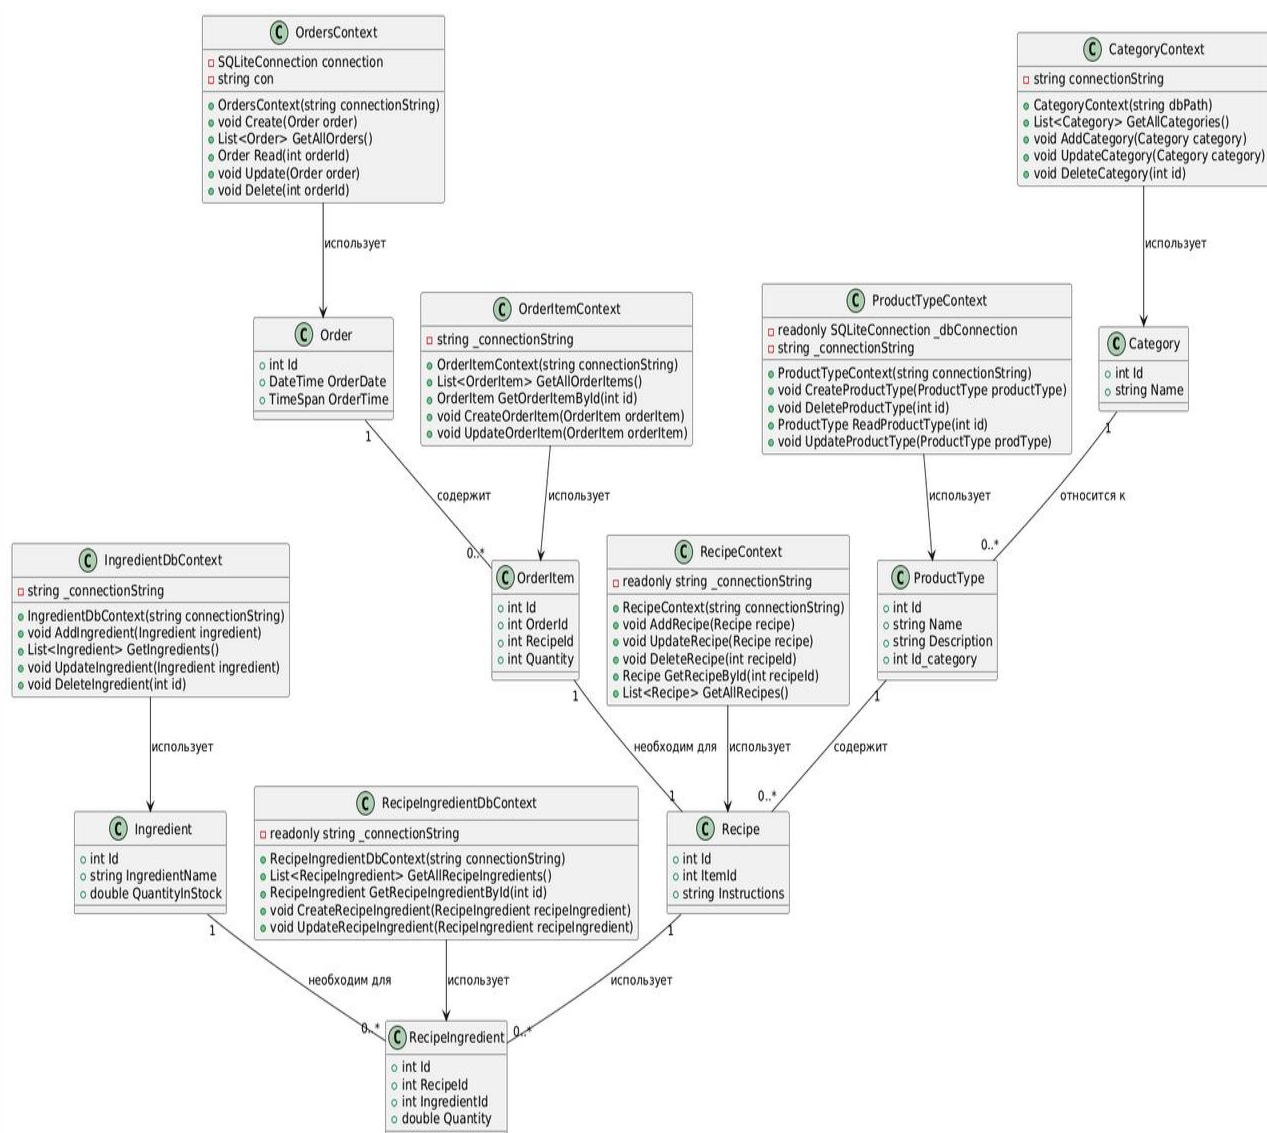 OrdersContext
SQLiteConnection connection
string con
OrdersContext(string connectionString)
void Create(Order order)
List<Order> GetAllOrders()
Order Read(int orderId)
void Update(Order order)
void Delete(int orderId)
CategoryContext
string connectionString
CategoryContext(string dbPath)
List<Category> GetAllCategories()
void AddCategory(Category category)
void UpdateCategory(Category category)
void DeleteCategory(int id)
использует
использует
Order
int Id
DateTime OrderDate
TimeSpan OrderTime
OrderItemContext
string _connectionString
OrderItemContext(string connectionString)
List<OrderItem> GetAllOrderItems()
OrderItem GetOrderItemById(int id)
void CreateOrderItem(OrderItem orderItem)
void UpdateOrderItem(OrderItem orderItem)
ProductTypeContext
readonly SQLiteConnection _dbConnection
string _connectionString
ProductTypeContext(string connectionString)
void CreateProductType(ProductType productType)
void DeleteProductType(int id)
ProductType ReadProductType(int id)
void UpdateProductType(ProductType prodType)
Category
int Id
string Name
1
1
содержит
использует
использует
относится к
0..*
0..*
IngredientDbContext
string _connectionString
IngredientDbContext(string connectionString)
void AddIngredient(Ingredient ingredient)
List<Ingredient> GetIngredients()
void UpdateIngredient(Ingredient ingredient)
void DeleteIngredient(int id)
OrderItem
int Id
int OrderId
int RecipeId
int Quantity
RecipeContext
readonly string _connectionString
RecipeContext(string connectionString)
void AddRecipe(Recipe recipe)
void UpdateRecipe(Recipe recipe)
void DeleteRecipe(int recipeId)
Recipe GetRecipeById(int recipeId)
List<Recipe> GetAllRecipes()
ProductType
int Id
string Name
string Description
int Id_category
1
1
использует
необходим для
использует
содержит
1
0..*
Ingredient
int Id
string IngredientName
double QuantityInStock
RecipeIngredientDbContext
readonly string _connectionString
RecipeIngredientDbContext(string connectionString)
List<RecipeIngredient> GetAllRecipeIngredients()
RecipeIngredient GetRecipeIngredientById(int id)
void CreateRecipeIngredient(RecipeIngredient recipeIngredient)
void UpdateRecipeIngredient(RecipeIngredient recipeIngredient)
Recipe
int Id
int ItemId
string Instructions
1
1
необходим для
использует
использует
0..*
0..*
RecipeIngredient
int Id
int RecipeId
int IngredientId
double Quantity